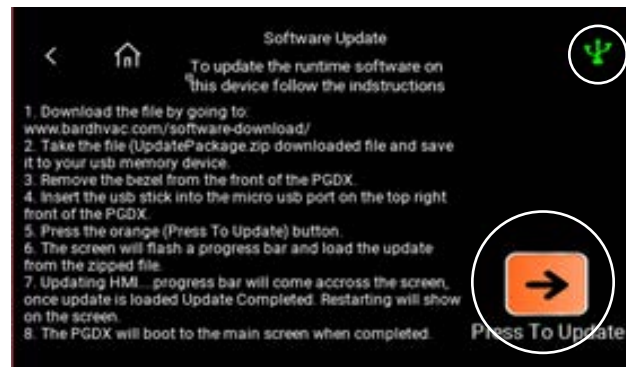 Software Update
To update the runtime software on
this device follow the indstructions
1. Download the file by going to:
www.bardhvac.com/software-download/
2. Take the file (UpdatePackage.zip downloaded file and save
it to your usb memory device.
3. Remove the bezel from the front of the PGDX.
4. Insert the usb stick into the micro usb port on the top right
front of the PGDX.
5. Press the orange (Press To Update) button.
6. The screen will flash a progress bar and load the update
from the zipped file.
7. Updating HMI...progress bar will come accross the screen,
once update is loaded Update Completed. Restarting will show
on the screen.
8. The PGDX will boot to the main screen when completed.
Press To Update